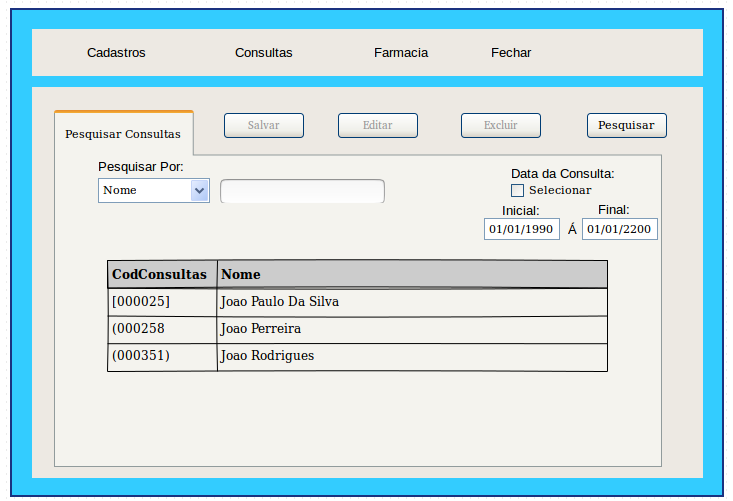 Cadastros Consultas Farmacia Fechar
Pesquisar Consultas Salvar Editar Excluir Pesquisar
Pesquisar Por:
Nome
Data da Consulta:
Selecionar
Inicial: Final:
01/01/1990 Á 01/01/2200
CodConsultas Nome
[000025] Joao Paulo Da Silva
(000258 Joao Perreira
(000351) Joao Rodrigues